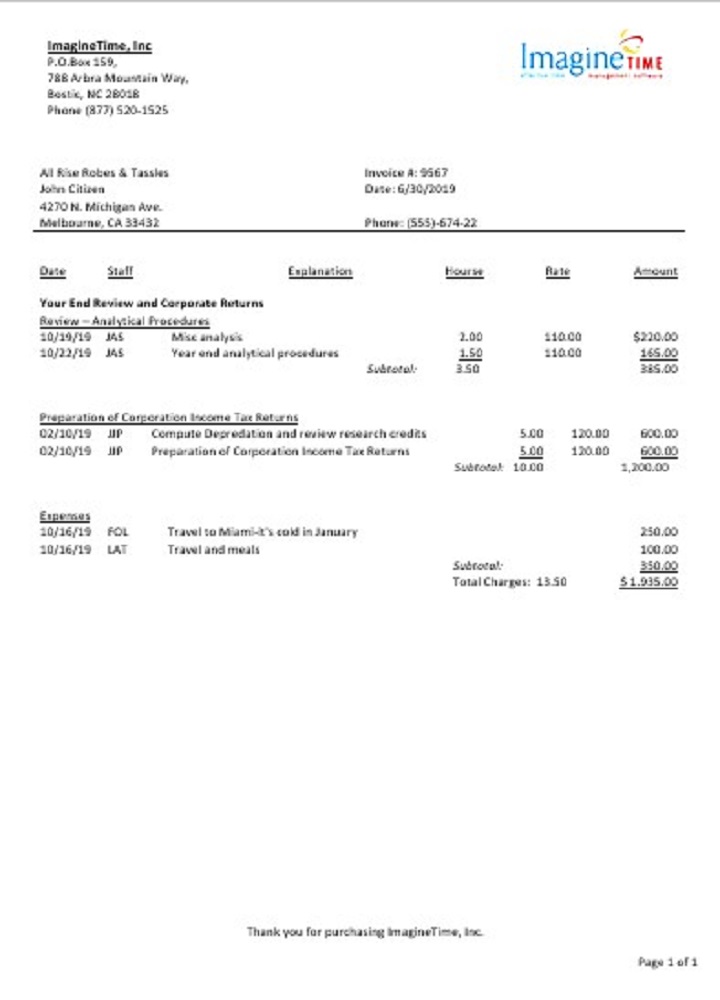 ImagineTime, Inc
P.O.Box 159,
788 Arbra Mountain Way,
Bostic, NC 28018
Phone (877) 520-1525
Imagine TIME
management software
All Rise Robes & Tassles
John Citizen
4270 N. Michigan Ave.
Melbourne, CA 33432
Invoice #: 9567
Date: 6/30/2019
Phone: (555)-674-22
Date Staff Explanation Hourse Rate Amount
Your End Review and Corporate Returns
Review – Analytical Procedures
10/19/19 JAS Misc analysis 2.00 110.00 $220.00
10/22/19 JAS Year end analytical procedures 1.50 110.00 165.00
Subtotal: 3.50 385.00
Preparation of Corporation Income Tax Returns
02/10/19 JJP Compute Depredation and review research credits 5.00 120.00 600.00
02/10/19 JJP Preparation of Corporation Income Tax Returns 5.00 120.00 600.00
Subtotal: 10.00 1,200.00
Expenses
10/16/19 FOL Travel to Miami-it's cold in January 250.00
10/16/19 LAT Travel and meals 100.00
Subtotal: 350.00
Total Charges: 13.50 $1.935.00
Thank you for purchasing ImagineTime, Inc.
Page 1 of 1